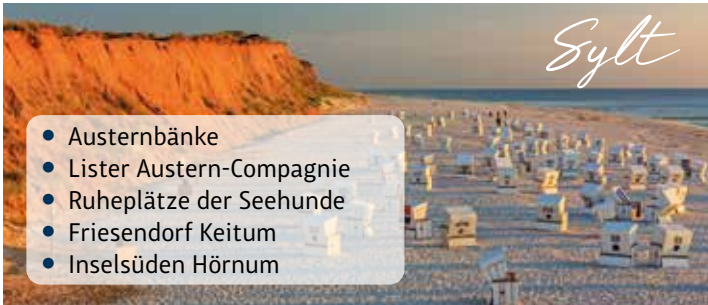 Sylt
• Austernbänke
• Lister Austern-Compagnie
• Ruheplätze der Seehunde
• Friesendorf Keitum
• Inselsüden Hörnum